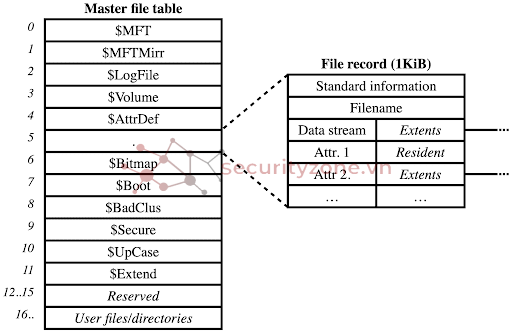 Master file table
0 $MFT
1 $MFTMirr
2 $LogFile
3 $Volume
4 $AttrDef
5 .
6 $Bitmap
7 $Boot
8 $BadClus
9 $Secure
10 $UpCase
11 $Extend
12..15 Reserved
16.. User files/directories
File record (1KiB)
Standard information
Filename
Data stream Extents
Attr. 1 Resident
Attr 2. Extents
... ...
securityzone.vn